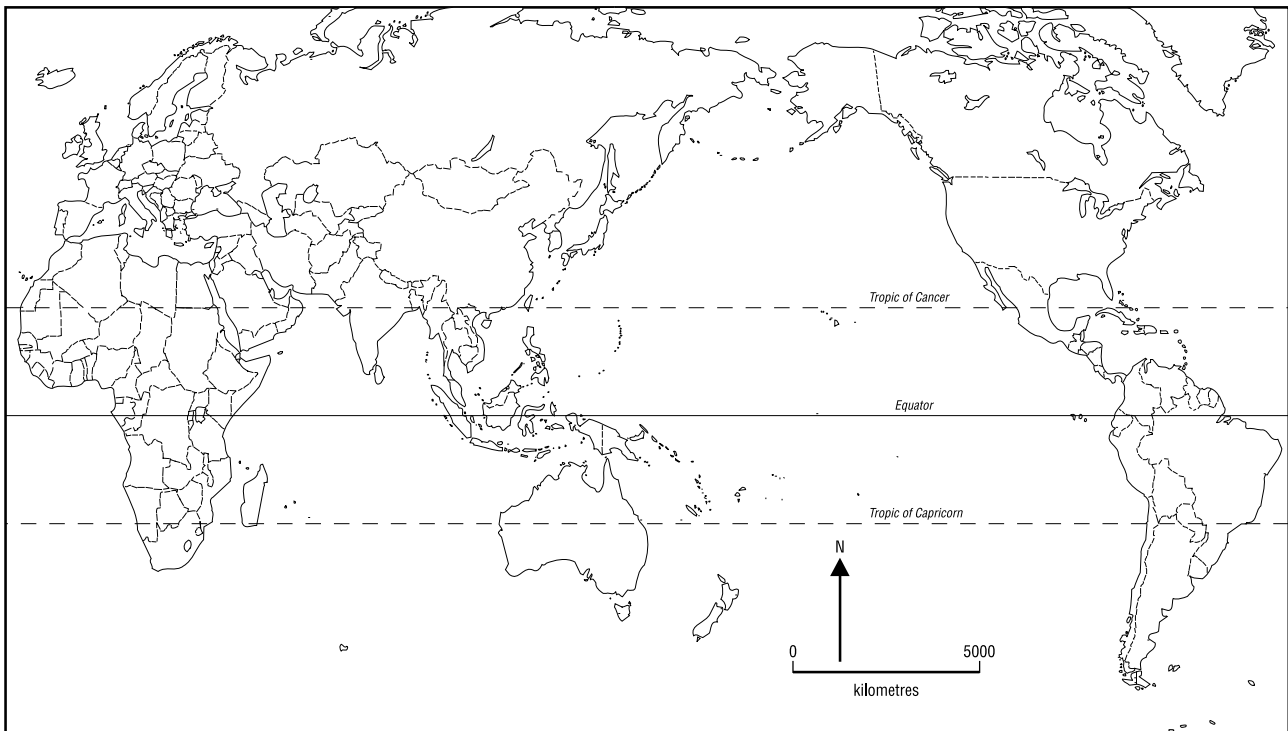 Tropic of Cancer
Equator
Tropic of Capricorn
N
0 5000
kilometres